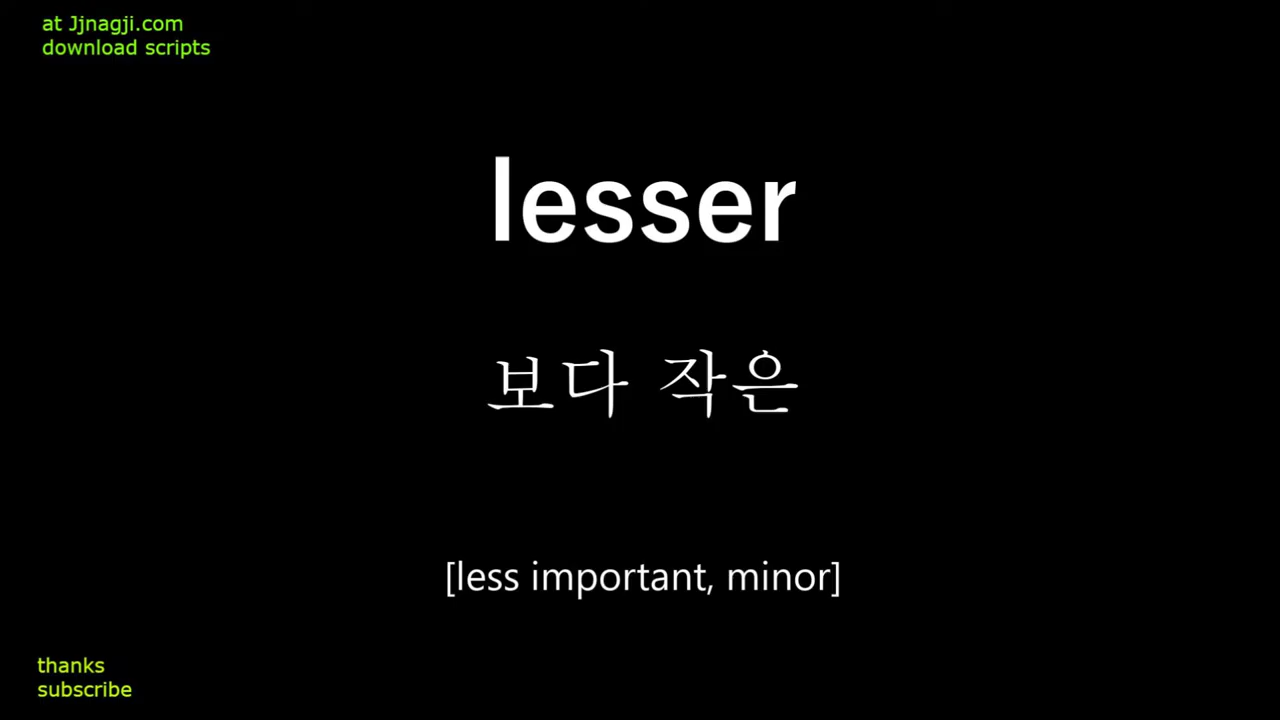 at Jjnagji.com
download scripts
lesser
보다 작은
[less important, minor]
thanks
subscribe